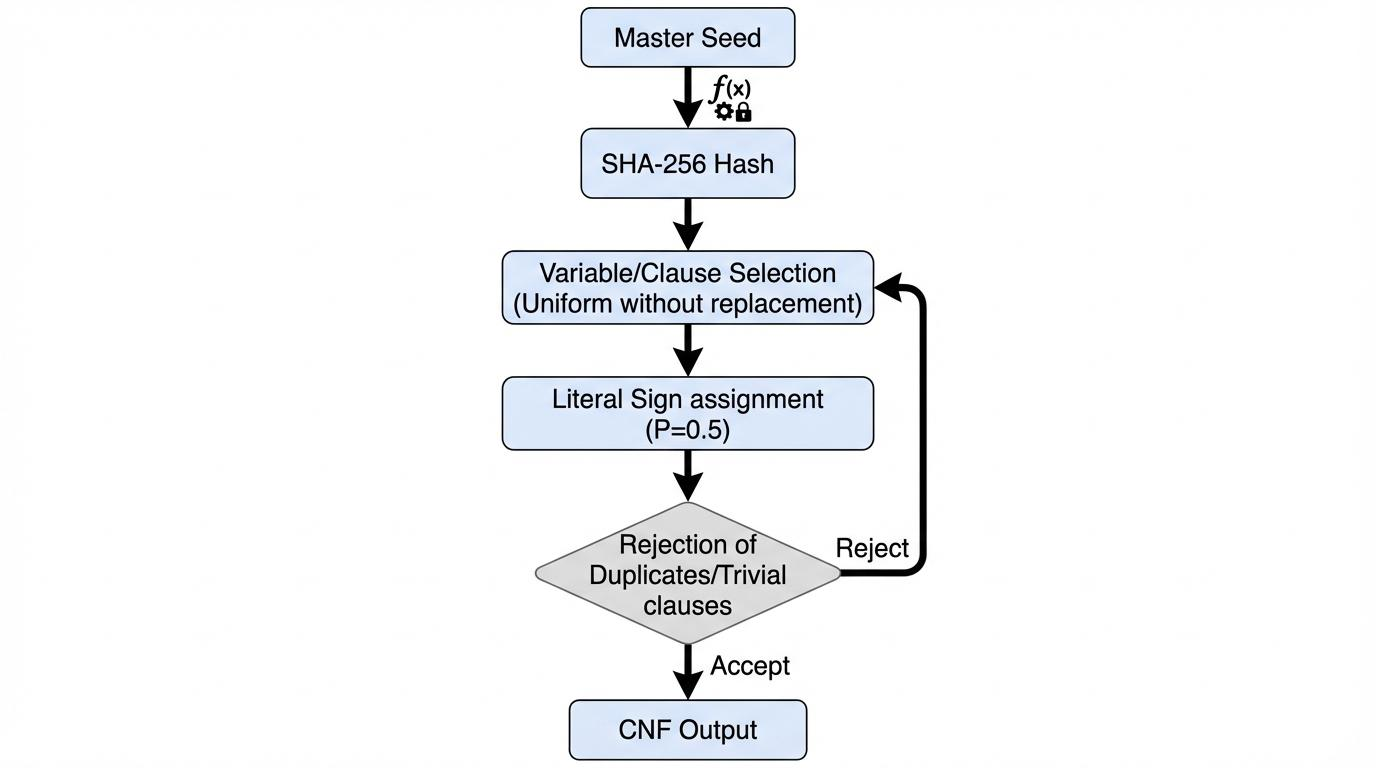 Master Seed
f(x)
SHA-256 Hash
Variable/Clause Selection
(Uniform without replacement)
Literal Sign assignment
(P=0.5)
Rejection of
Duplicates/Trivial
clauses
Reject
Accept
CNF Output